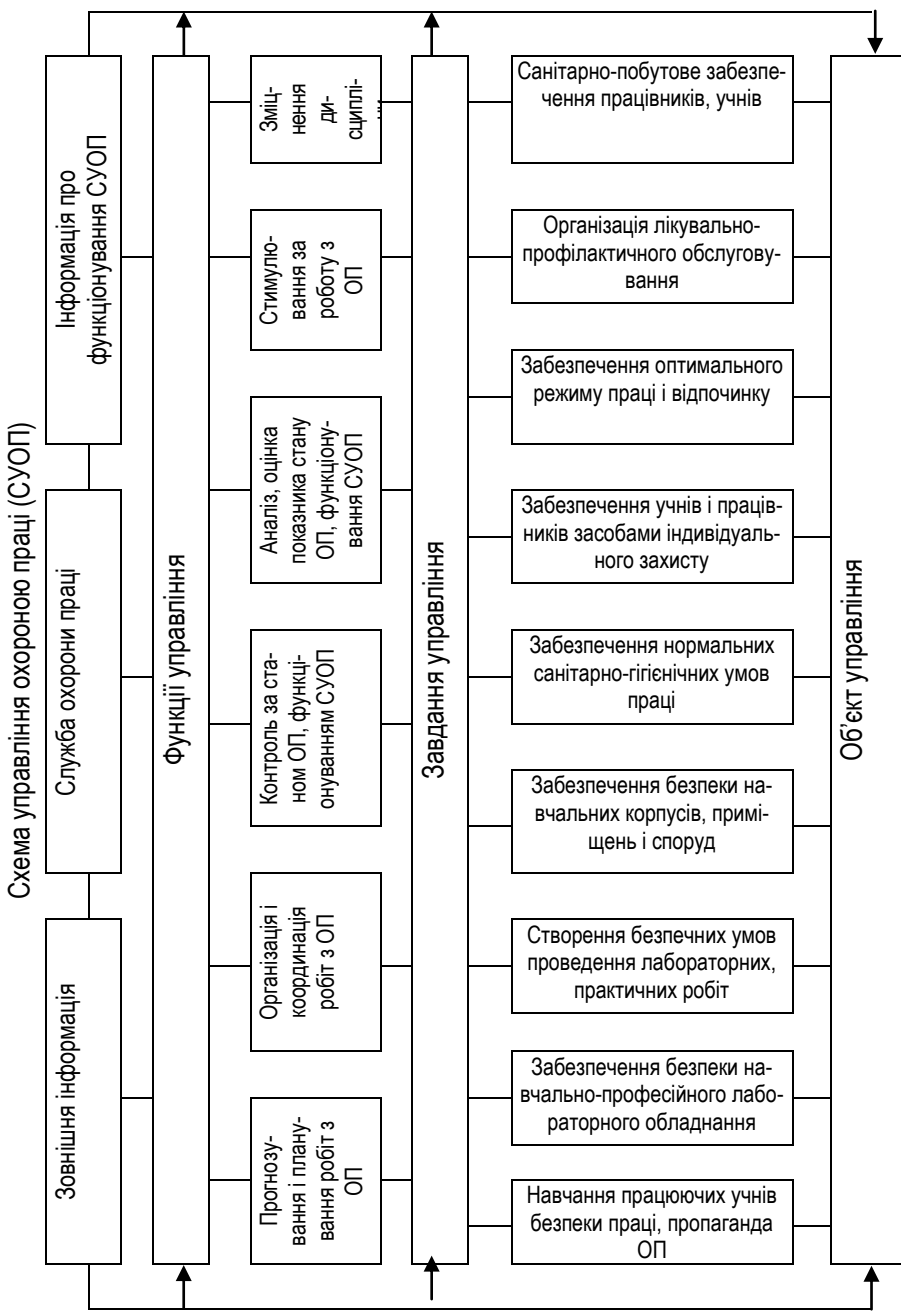 Схема управління охороною праці (СУОП)
Зовнішня інформація
Служба охорони праці
Інформація про
функціонування СУОП
Функції управління
Прогнозу-
вання і плану-
вання робіт з
ОП
Організація і
координація
робіт з ОП
Контроль за ста-
ном ОП, функці-
онуванням СУОП
Аналіз, оцінка
показника стану
ОП, функціону-
вання СУОП
Стимулю-
вання за
роботу з
ОП
Зміц-
нення
ди-
сциплі-
Завдання управління
Навчання працюючих учнів
безпеки праці, пропаганда
ОП
Забезпечення безпеки на-
вчально-професійного лабо-
раторного обладнання
Створення безпечних умов
проведення лабораторних,
практичних робіт
Забезпечення безпеки на-
вчальних корпусів, примі-
щень і споруд
Забезпечення нормальних
санітарно-гігієнічних умов
праці
Забезпечення учнів і праців-
ників засобами індивідуаль-
ного захисту
Забезпечення оптимального
режиму праці і відпочинку
Організація лікувально-
профілактичного обслугову-
вання
Санітарно-побутове забезпе-
чення працівників, учнів
Об’єкт управління